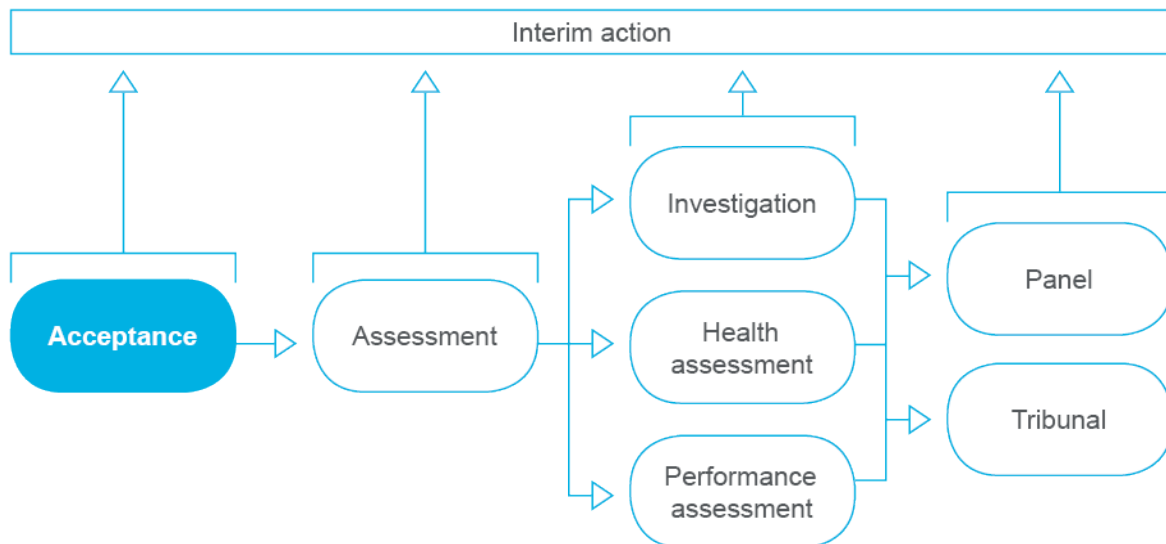 Interim action
Acceptance
Assessment
Investigation
Health
assessment
Performance
assessment
Panel
Tribunal